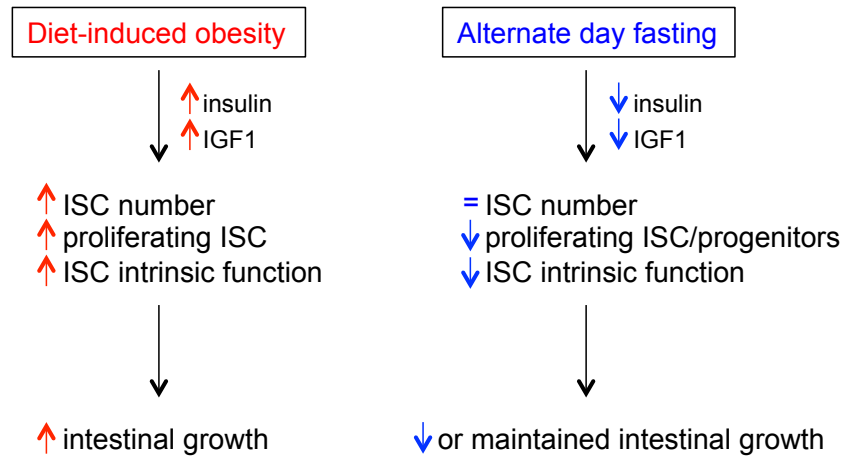 Diet-induced obesity
↑ insulin
↑ IGF1
↑ ISC number
↑ proliferating ISC
↑ ISC intrinsic function
↑ intestinal growth
Alternate day fasting
↓ insulin
↓ IGF1
= ISC number
↓ proliferating ISC/progenitors
↓ ISC intrinsic function
↓ or maintained intestinal growth